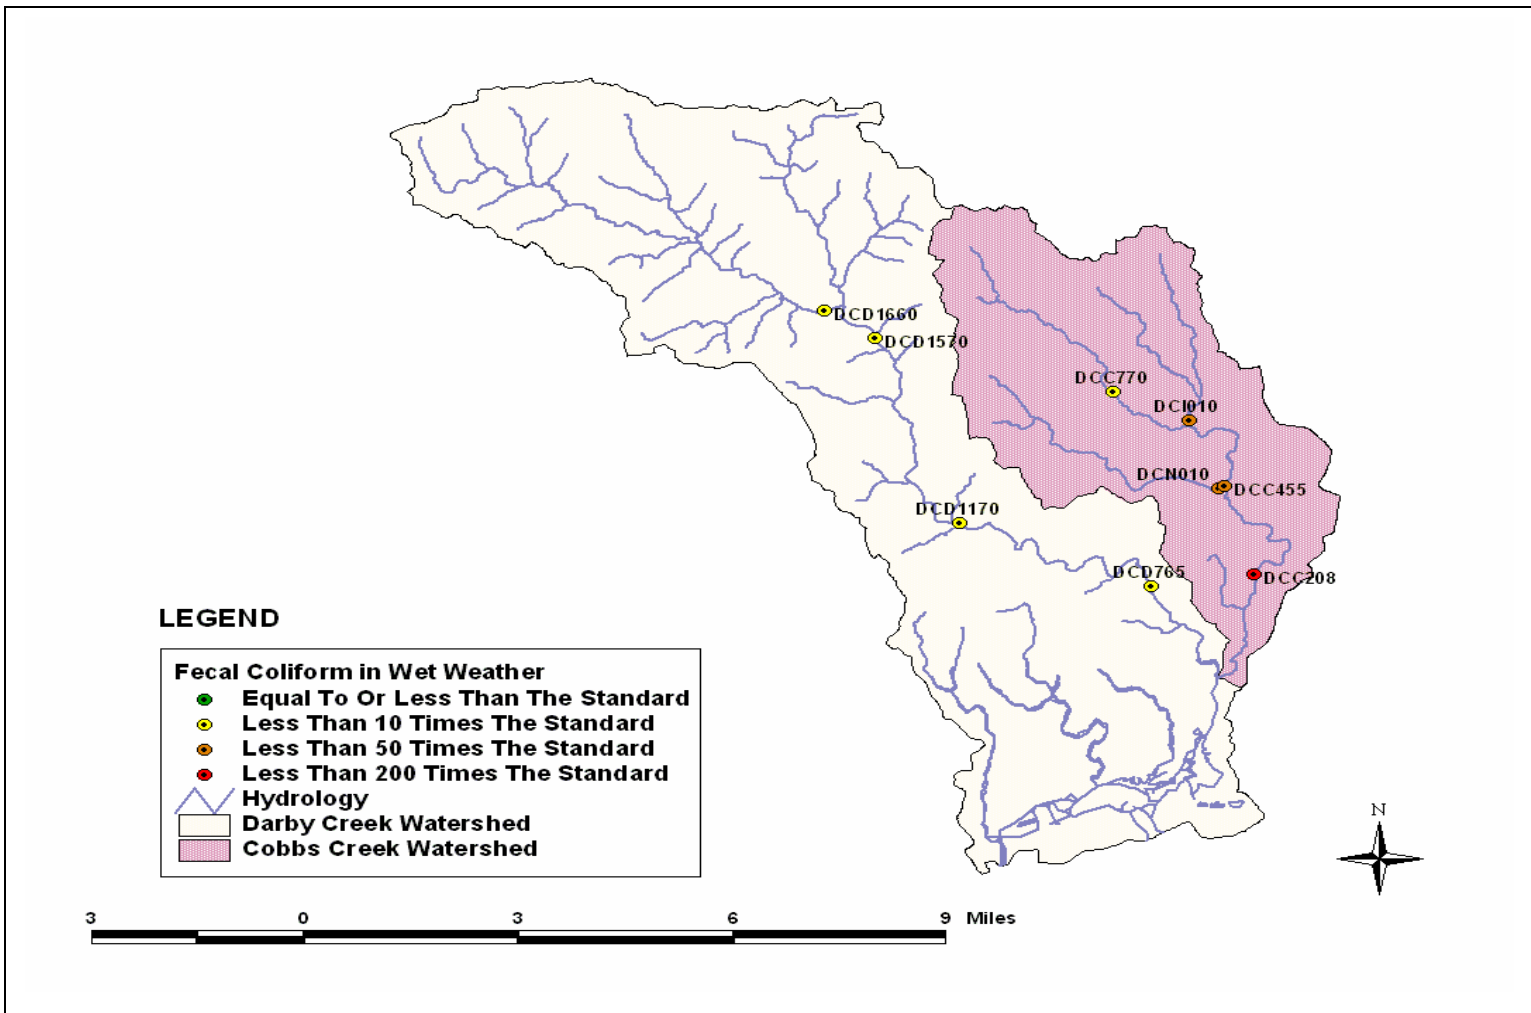 DCD1660
DCD1570
DCC770
DCI010
DCN010
DCC455
DCD1170
DCD765
DCC208
LEGEND
Fecal Coliform in Wet Weather
Equal To Or Less Than The Standard
Less Than 10 Times The Standard
Less Than 50 Times The Standard
Less Than 200 Times The Standard
Hydrology
Darby Creek Watershed
Cobbs Creek Watershed
N
3 0 3 6 9 Miles